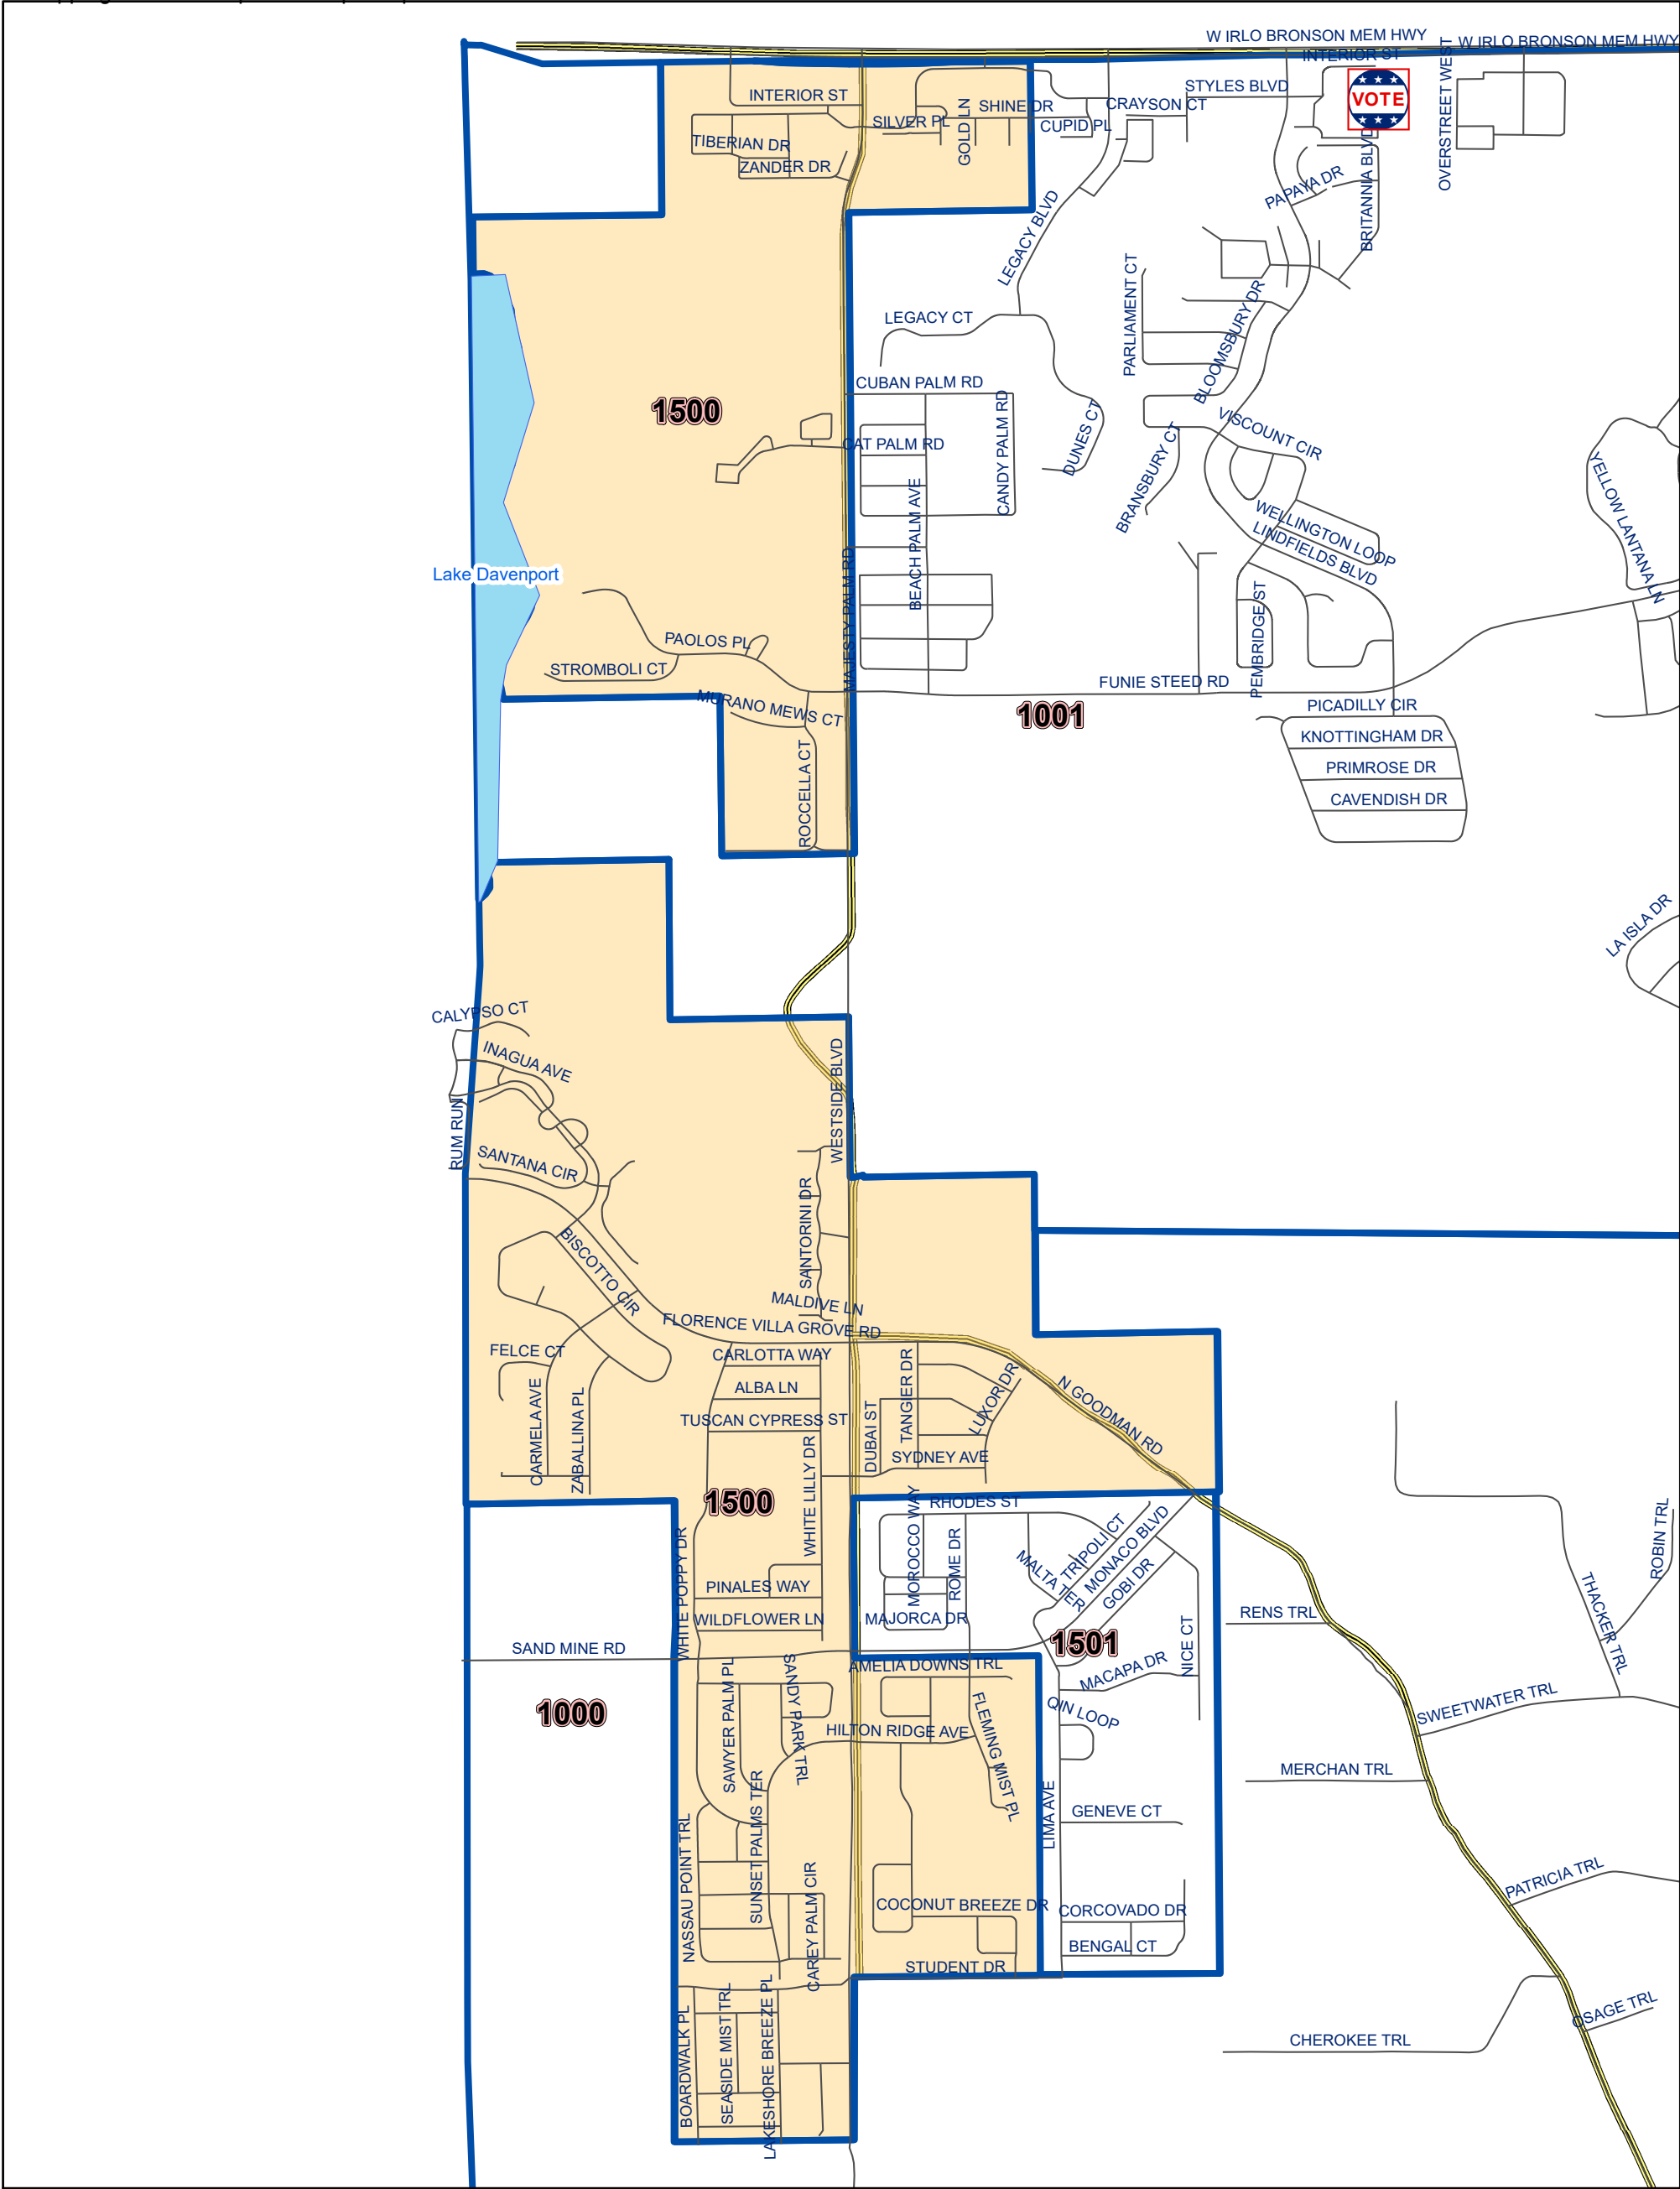 W IRLO BRONSON MEM HWY
W IRLO BRONSON MEM HWY
INTERIOR ST
OVERSTREET WEST
STYLES BLVD
VOTE
INTERIOR ST
SHINE DR
CRAYSON CT
SILVER PL
GOLD LN
CUPID PL
TIBERIAN DR
ZANDER DR
PAPAYA DR
BRITANNIA BLVD
LEGACY BLVD
PARLIAMENT CT
LEGACY CT
BLOOMSBURY DR
CUBAN PALM RD
1500
CANDY PALM RD
DUNES CT
VISCOUNT CIR
CAT PALM RD
BRANSBURY CT
YELLOW LANTANA LN
BEACH PALM AVE
WELLINGTON LOOP
LINDFIELDS BLVD
Lake Davenport
MAJESTY PALM RD
PEMBRIDGE ST
PAOLOS PL
STROMBOLI CT
FUNIE STEED RD
MURANO MEWS CT
1001
PICADILLY CIR
KNOTTINGHAM DR
PRIMROSE DR
ROCCELLA CT
CAVENDISH DR
LA ISLA DR
CALYPSO CT
INAGUA AVE
WESTSIDE BLVD
RUM RUN
SANTANA CIR
SANTORINI DR
BISCOTTO CIR
MALDIVE LN
FLORENCE VILLA GROVE RD
FELCE CT
CARLOTTA WAY
ALBA LN
TANGIER DR
LUXOR DR
N GOODMAN RD
CARMELA AVE
ZABALLINA PL
TUSCAN CYPRESS ST
DUBAI ST
SYDNEY AVE
1500
WHITE LILLY DR
RHODES ST
MOROCCO WAY
ROME DR
TRIPOLI CT
MONACO BLVD
MALTA TER
GOBI DR
ROBIN TRL
THACKER TRL
WHITE POPPY DR
PINALES WAY
WILDFLOWER LN
MAJORCA DR
RENS TRL
1501
NICE CT
SAND MINE RD
AMELIA DOWNS TRL
MACAPA DR
1000
SAWYER PALM PL
SANDY PARK TRL
QIN LOOP
SWEETWATER TRL
HILTON RIDGE AVE
FLEMING MIST PL
MERCHAN TRL
SUNSET PALMS TER
LIMA AVE
GENEVE CT
NASSAU POINT TRL
CAREY PALM CIR
PATRICIA TRL
COCONUT BREEZE DR
CORCOVADO DR
BENGAL CT
STUDENT DR
BOARDWALK PL
SEASIDE MIST TRL
LAKESHORE BREEZE PL
OSAGE TRL
CHEROKEE TRL